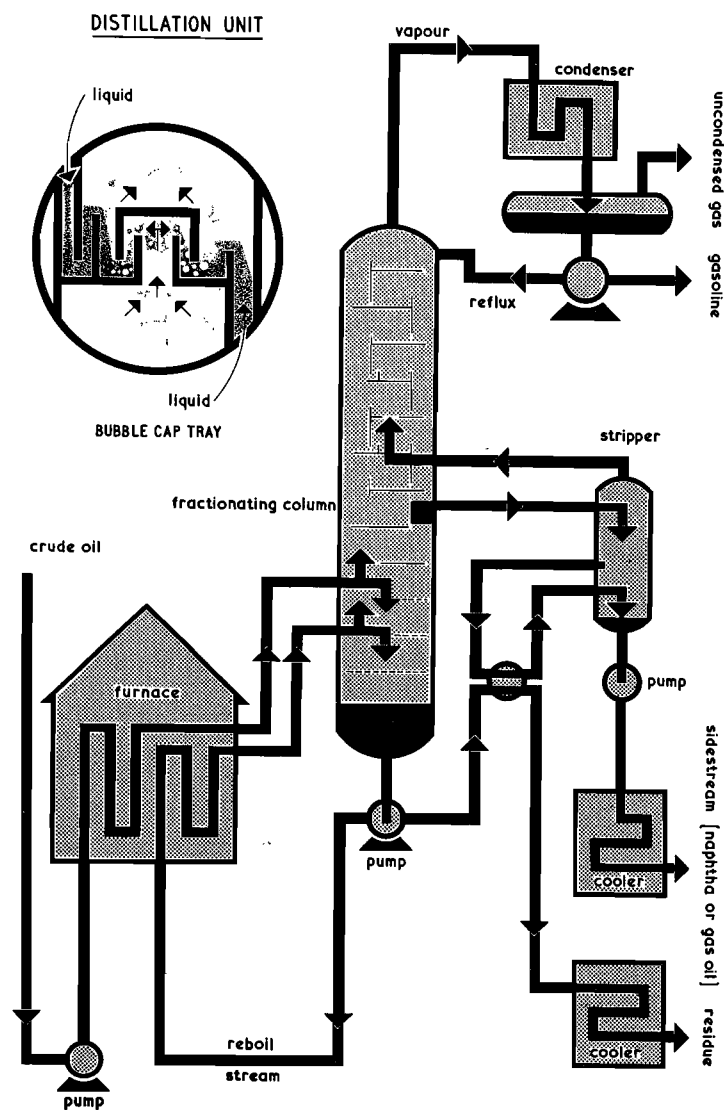 DISTILLATION UNIT
vapour
condenser
liquid
uncondensed gas
gasoline
reflux
liquid
BUBBLE CAP TRAY
stripper
fractionating column
crude oil
furnace
pump
sidestream [naphtha or gas oil]
pump
cooler
reboil
stream
residue
cooler
pump